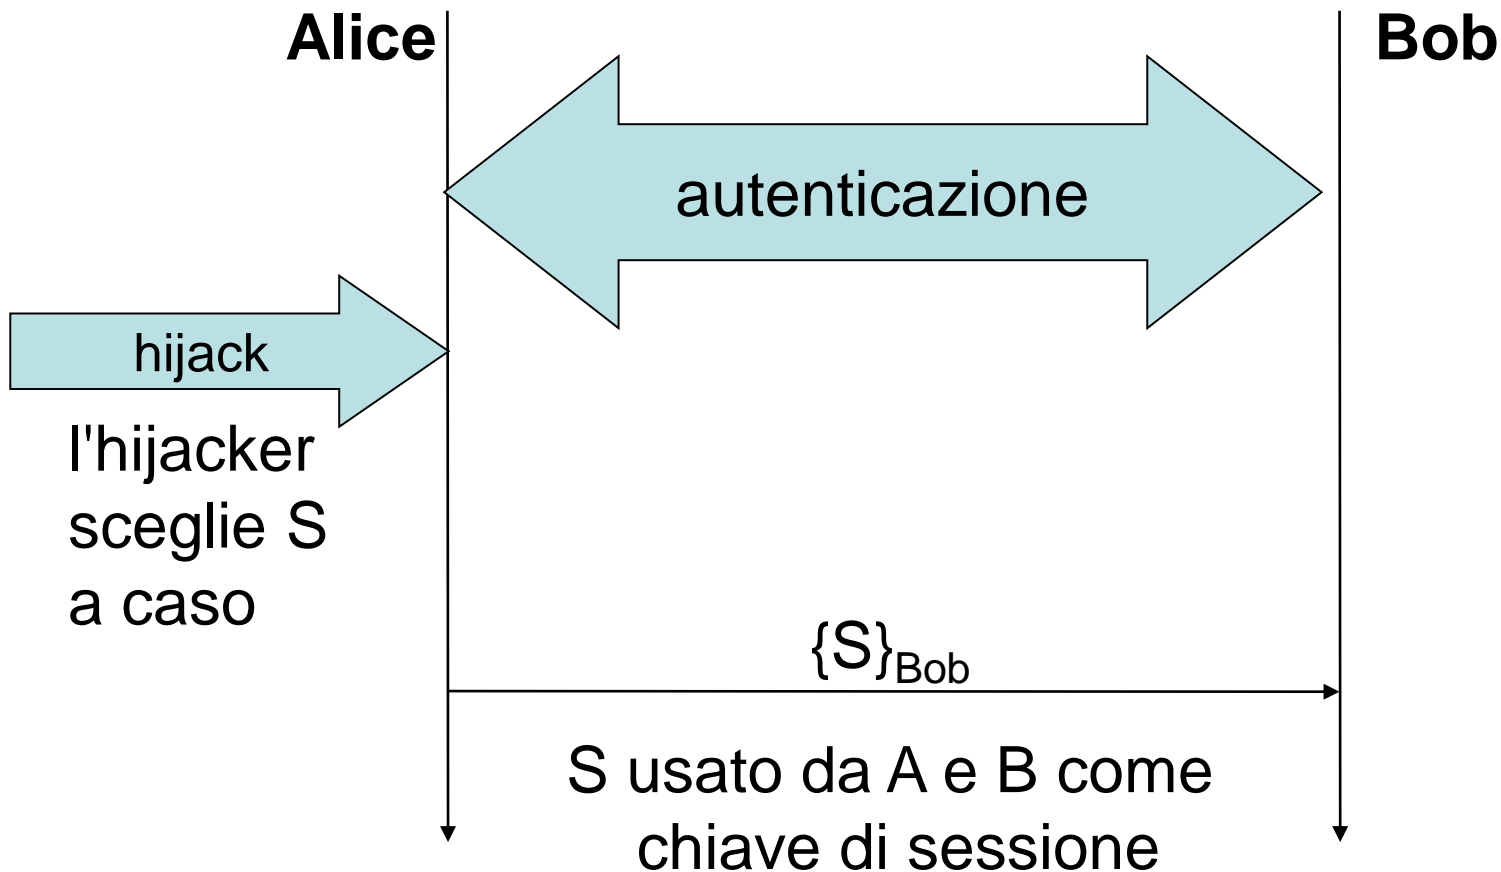 Alice
Bob
autenticazione
hijack
l'hijacker
sceglie S
a caso
{S}Bob
S usato da A e B come
chiave di sessione